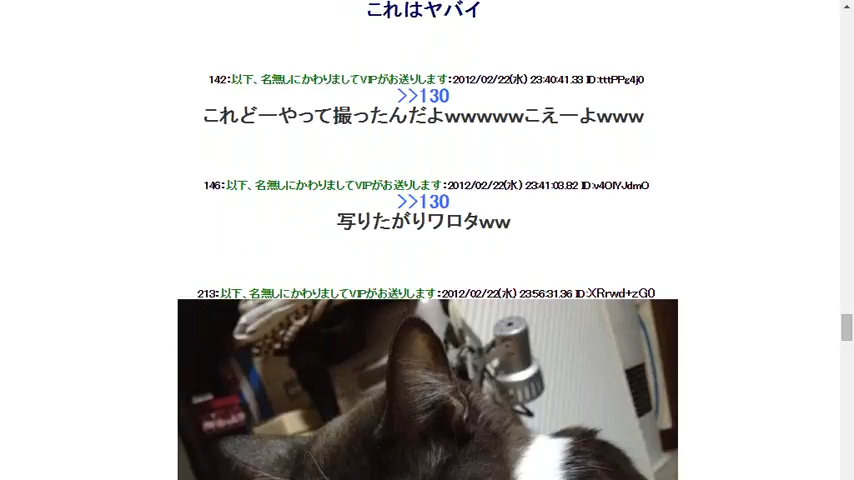 これはヤバイ
142：以下、名無しにかわりましてVIPがお送りします：2012/02/22(水) 23:40:41.33 ID:tttPPg4j0
>>130
これどーやって撮ったんだよwwwwwこえーよwww
146：以下、名無しにかわりましてVIPがお送りします：2012/02/22(水) 23:41:03.82 ID:v4OIYJdmO
>>130
写りたがりワロタww
213：以下、名無しにかわりましてVIPがお送りします：2012/02/22(水) 23:56:31.36 ID:XRrwd+zG0